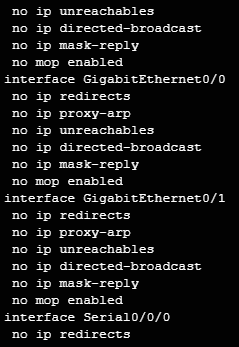 no ip unreachables
no ip directed-broadcast
no ip mask-reply
no mop enabled
interface GigabitEthernet0/0
no ip redirects
no ip proxy-arp
no ip unreachables
no ip directed-broadcast
no ip mask-reply
no mop enabled
interface GigabitEthernet0/1
no ip redirects
no ip proxy-arp
no ip unreachables
no ip directed-broadcast
no ip mask-reply
no mop enabled
interface Serial0/0/0
no ip redirects